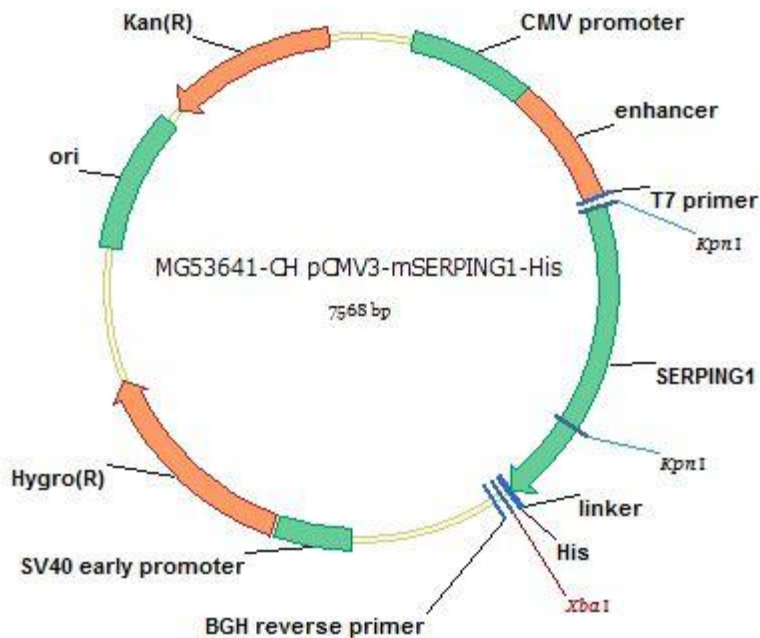 Kan(R)
CMV promoter
enhancer
ori
T7 primer
KpnI
MG53641-CH pCMV3-mSERPING1-His
7568 bp
SERPING1
KpnI
Hygro(R)
linker
His
SV40 early promoter
XbaI
BGH reverse primer